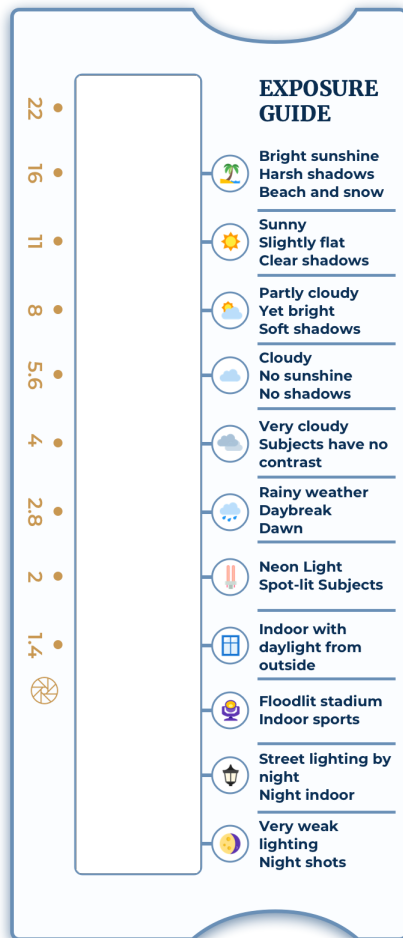 EXPOSURE
GUIDE
22
16
11
8
5.6
4
2.8
2
1.4
Bright sunshine
Harsh shadows
Beach and snow
Sunny
Slightly flat
Clear shadows
Partly cloudy
Yet bright
Soft shadows
Cloudy
No sunshine
No shadows
Very cloudy
Subjects have no
contrast
Rainy weather
Daybreak
Dawn
Neon Light
Spot-lit Subjects
Indoor with
daylight from
outside
Floodlit stadium
Indoor sports
Street lighting by
night
Night indoor
Very weak
lighting
Night shots